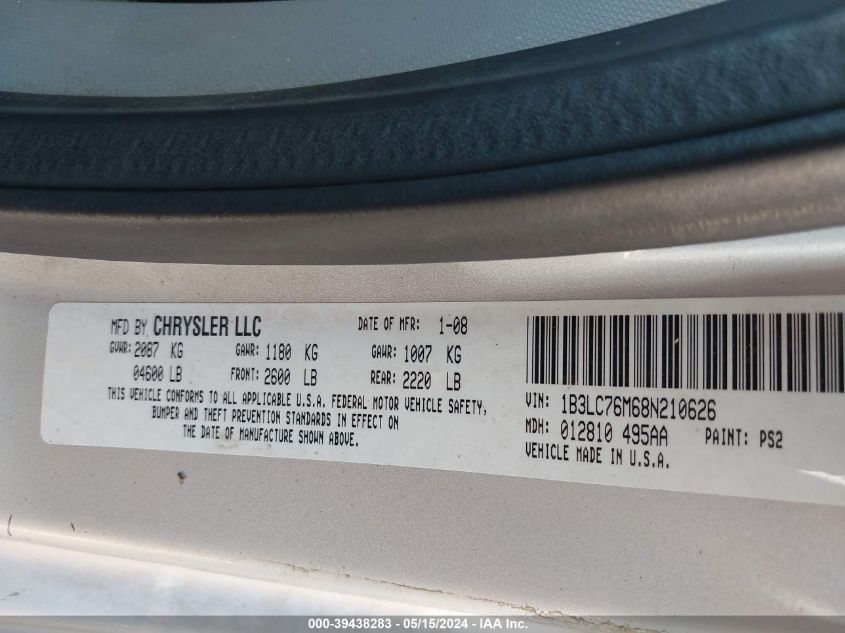 MFD BY CHRYSLER LLC DATE OF MFR: 1-08
GVWR: 2087 KG GAWR: 1180 KG GAWR: 1007 KG
04600 LB FRONT: 2600 LB REAR: 2220 LB
THIS VEHICLE CONFORMS TO ALL APPLICABLE U.S.A. FEDERAL MOTOR VEHICLE SAFETY,
BUMPER AND THEFT PREVENTION STANDARDS IN EFFECT ON
THE DATE OF MANUFACTURE SHOWN ABOVE.
VIN: 1B3LC76M68N210626
MDH: 012810 495AA PAINT: PS2
VEHICLE MADE IN U.S.A.
000-39438283 - 05/15/2024 - IAA Inc.